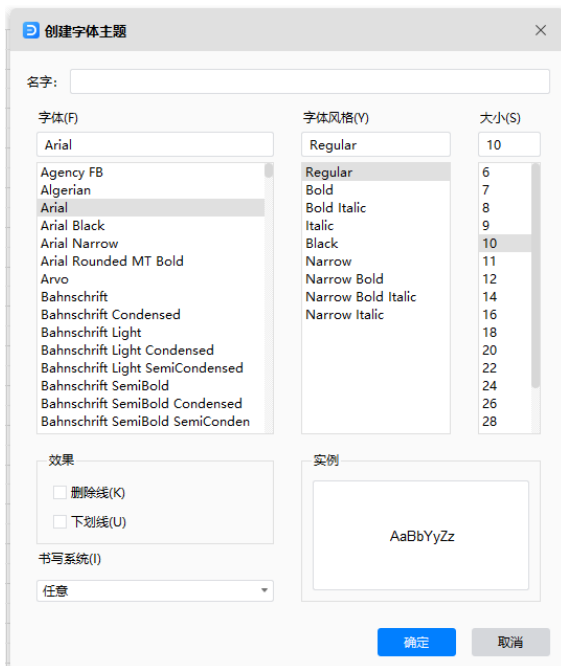 创建字体主题
名字:
字体(F)
字体风格(Y)
大小(S)
Arial
Regular
10
Agency FB
Algerian
Arial
Arial Black
Arial Narrow
Arial Rounded MT Bold
Arvo
Bahnschrift
Bahnschrift Condensed
Bahnschrift Light
Bahnschrift Light Condensed
Bahnschrift Light SemiCondensed
Bahnschrift SemiBold
Bahnschrift SemiBold Condensed
Bahnschrift SemiBold SemiConden
Regular
Bold
Bold Italic
Italic
Black
Narrow
Narrow Bold
Narrow Bold Italic
Narrow Italic
6
7
8
9
10
11
12
14
16
18
20
22
24
26
28
效果
删除线(K)
下划线(U)
书写系统(I)
任意
实例
AaBbYyZz
确定
取消